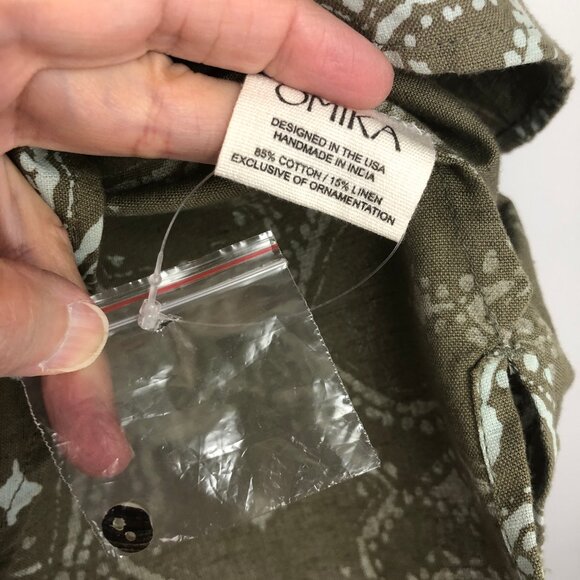 OMIKA
DESIGNED IN THE USA
HANDMADE IN INDIA
85% COTTON / 15% LINEN
EXCLUSIVE OF ORNAMENTATION